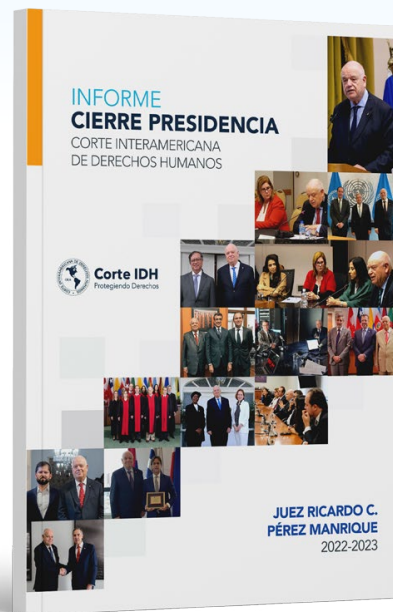 INFORME
CIERRE PRESIDENCIA
CORTE INTERAMERICANA
DE DERECHOS HUMANOS
Corte IDH
Protegiendo Derechos
JUEZ RICARDO C.
PÉREZ MANRIQUE
2022-2023